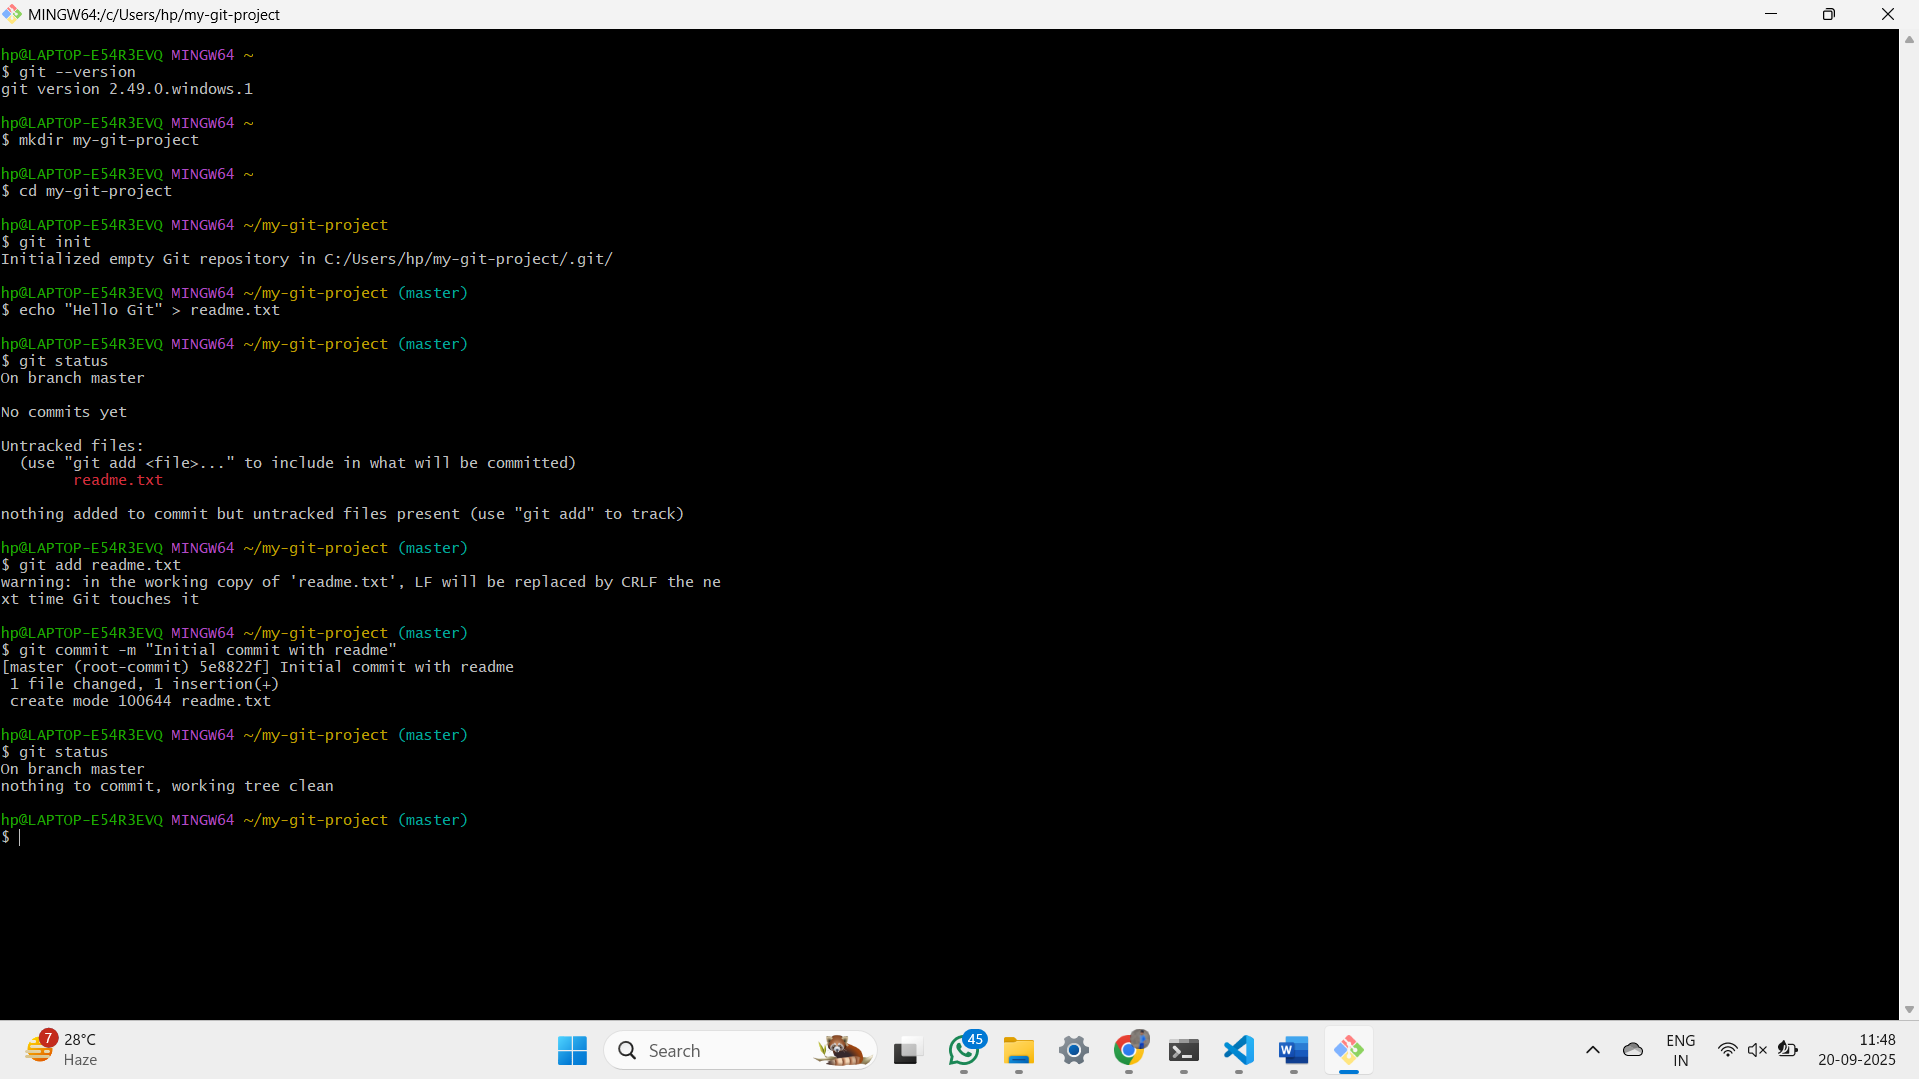 MINGW64:/c/Users/hp/my-git-project
hp@LAPTOP-E54R3EVQ MINGW64 ~
$ git --version
git version 2.49.0.windows.1
hp@LAPTOP-E54R3EVQ MINGW64 ~
$ mkdir my-git-project
hp@LAPTOP-E54R3EVQ MINGW64 ~
$ cd my-git-project
hp@LAPTOP-E54R3EVQ MINGW64 ~/my-git-project
$ git init
Initialized empty Git repository in C:/Users/hp/my-git-project/.git/
hp@LAPTOP-E54R3EVQ MINGW64 ~/my-git-project (master)
$ echo "Hello Git" > readme.txt
hp@LAPTOP-E54R3EVQ MINGW64 ~/my-git-project (master)
$ git status
On branch master
No commits yet
Untracked files:
  (use "git add <file>..." to include in what will be committed)
        readme.txt
nothing added to commit but untracked files present (use "git add" to track)
hp@LAPTOP-E54R3EVQ MINGW64 ~/my-git-project (master)
$ git add readme.txt
warning: in the working copy of 'readme.txt', LF will be replaced by CRLF the ne
xt time Git touches it
hp@LAPTOP-E54R3EVQ MINGW64 ~/my-git-project (master)
$ git commit -m "Initial commit with readme"
[master (root-commit) 5e8822f] Initial commit with readme
 1 file changed, 1 insertion(+)
 create mode 100644 readme.txt
hp@LAPTOP-E54R3EVQ MINGW64 ~/my-git-project (master)
$ git status
On branch master
nothing to commit, working tree clean
hp@LAPTOP-E54R3EVQ MINGW64 ~/my-git-project (master)
$
7
28°C
Haze
Search
45
W
ENG
IN
11:48
20-09-2025